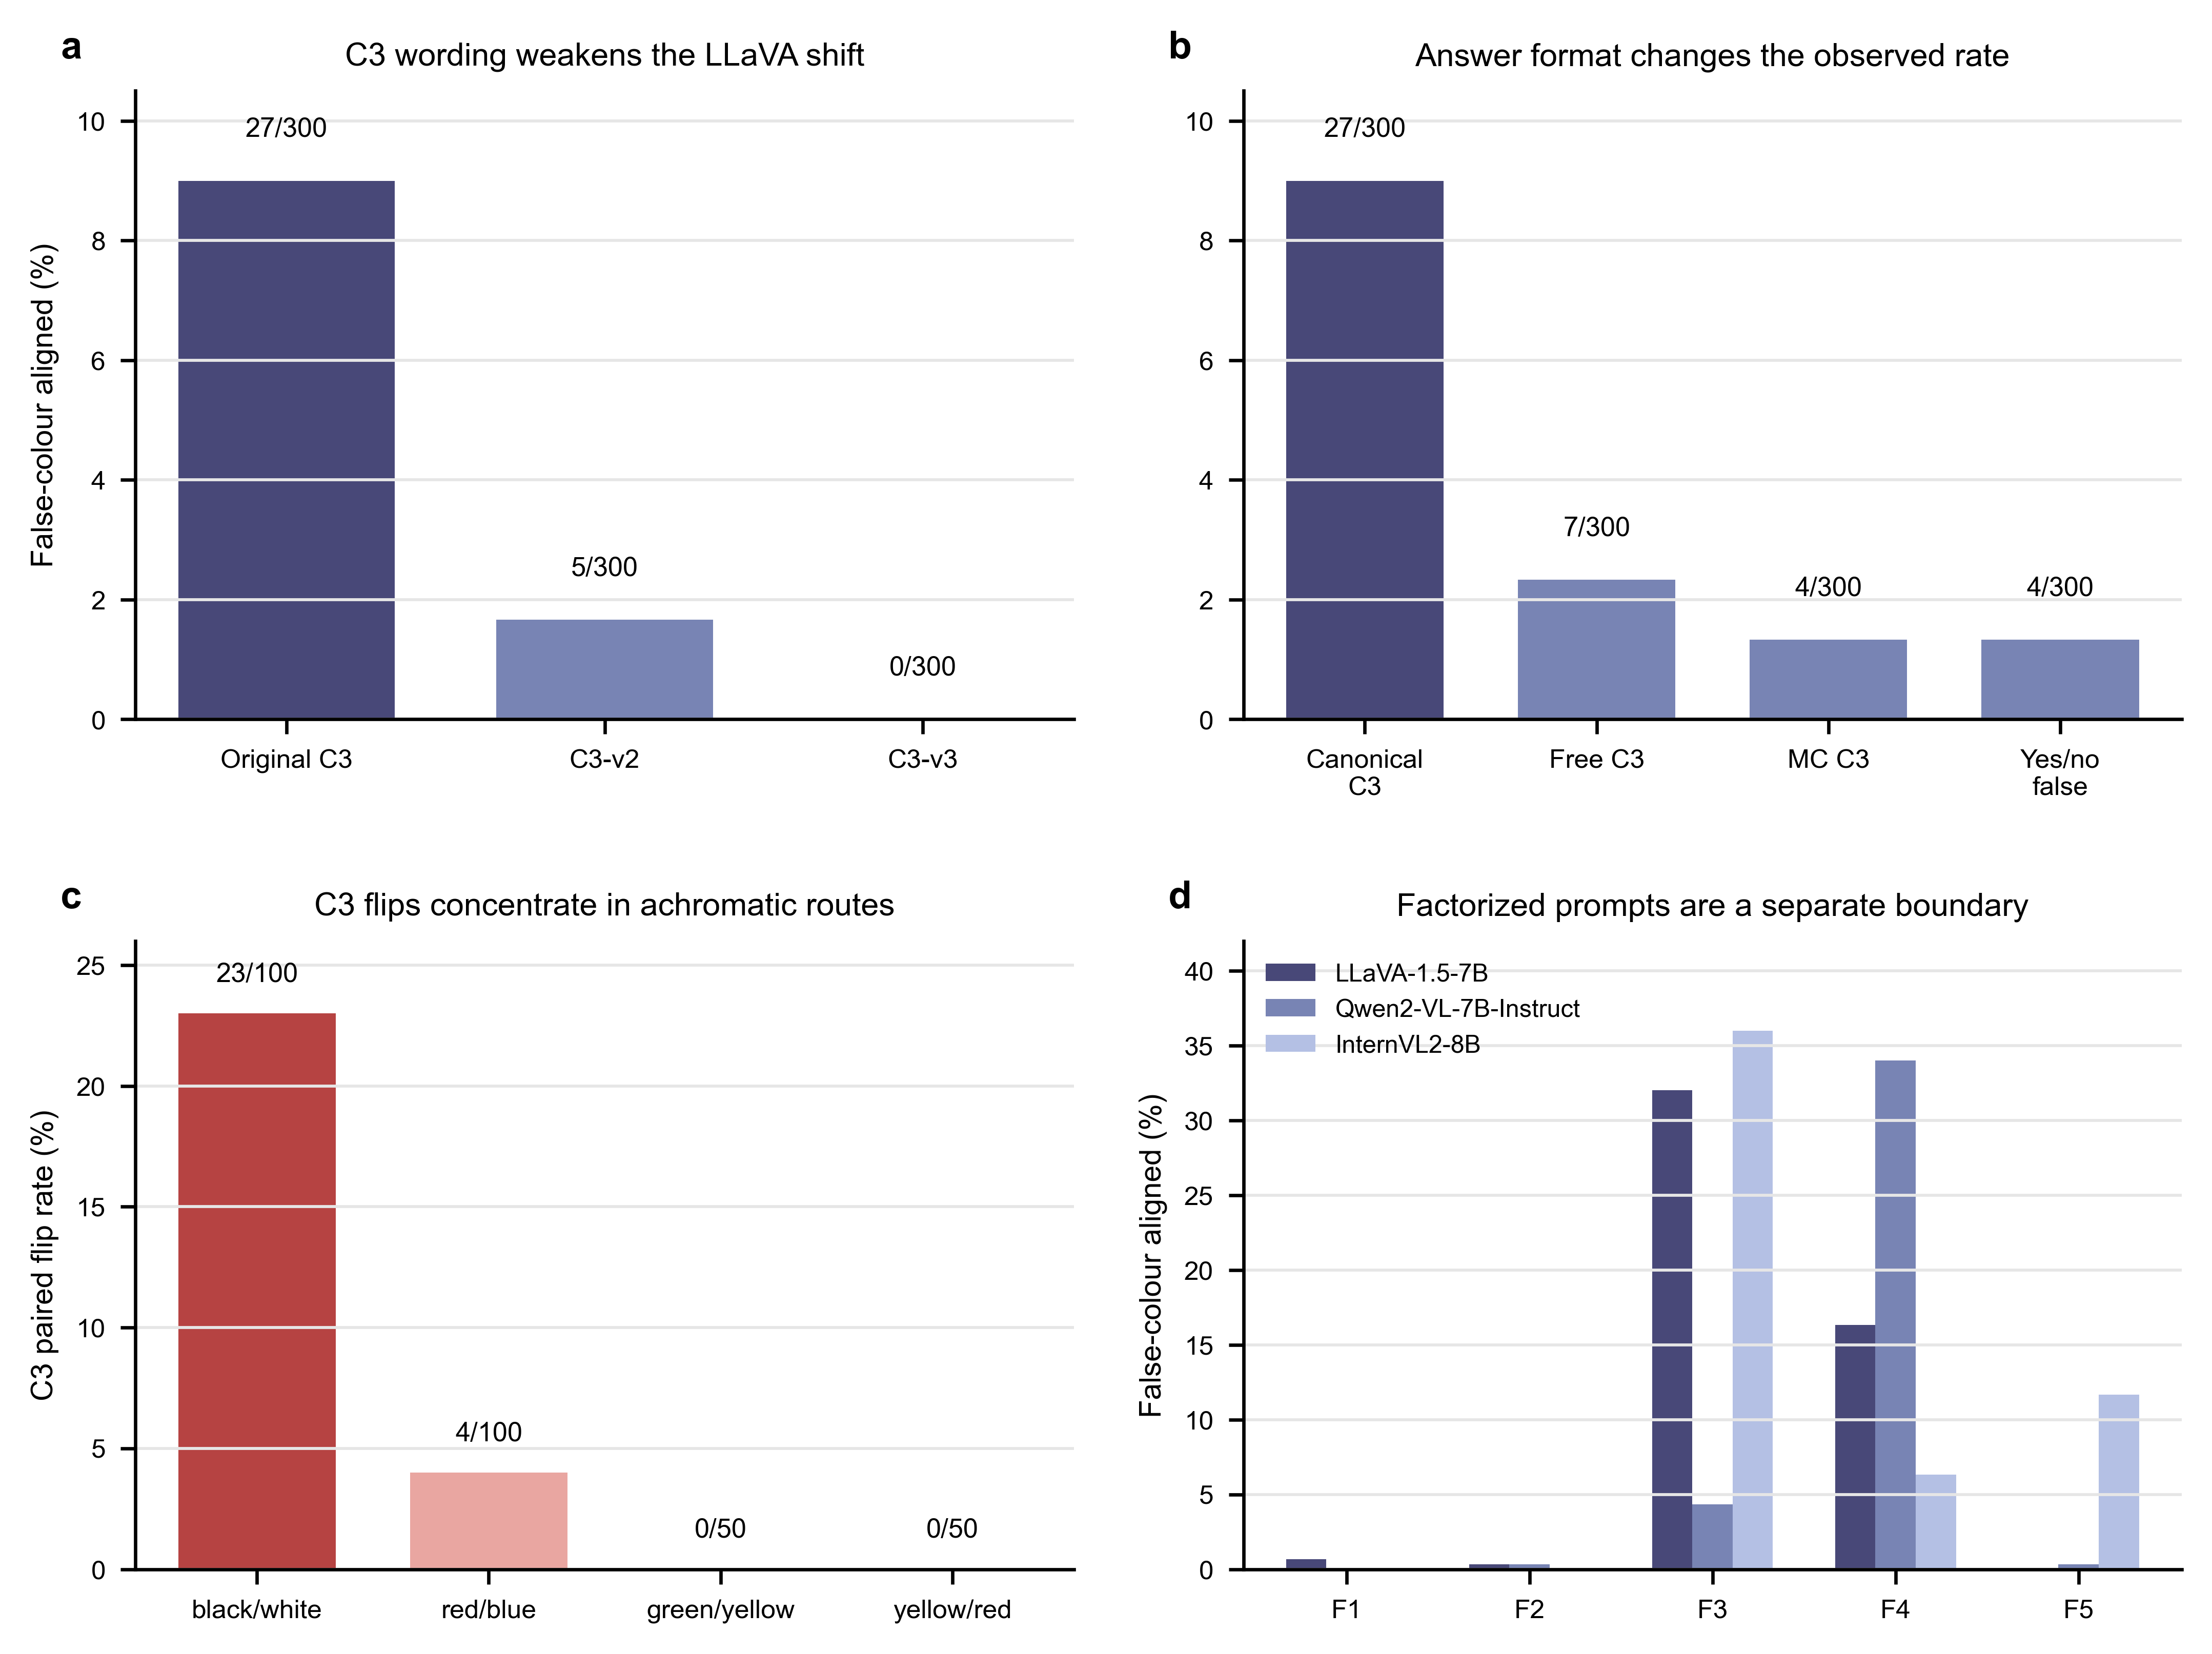 a
C3 wording weakens the LLaVA shift
False-colour aligned (%)
10
8
6
4
2
0
27/300
5/300
0/300
Original C3
C3-v2
C3-v3
b
Answer format changes the observed rate
10
8
6
4
2
0
27/300
7/300
4/300
4/300
Canonical
C3
Free C3
MC C3
Yes/no
false
c
C3 flips concentrate in achromatic routes
C3 paired flip rate (%)
25
20
15
10
5
0
23/100
4/100
0/50
0/50
black/white
red/blue
green/yellow
yellow/red
d
Factorized prompts are a separate boundary
False-colour aligned (%)
40
35
30
25
20
15
10
5
0
LLaVA-1.5-7B
Qwen2-VL-7B-Instruct
InternVL2-8B
F1
F2
F3
F4
F5